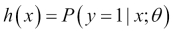 h(x) = P(y = 1 | x; θ)